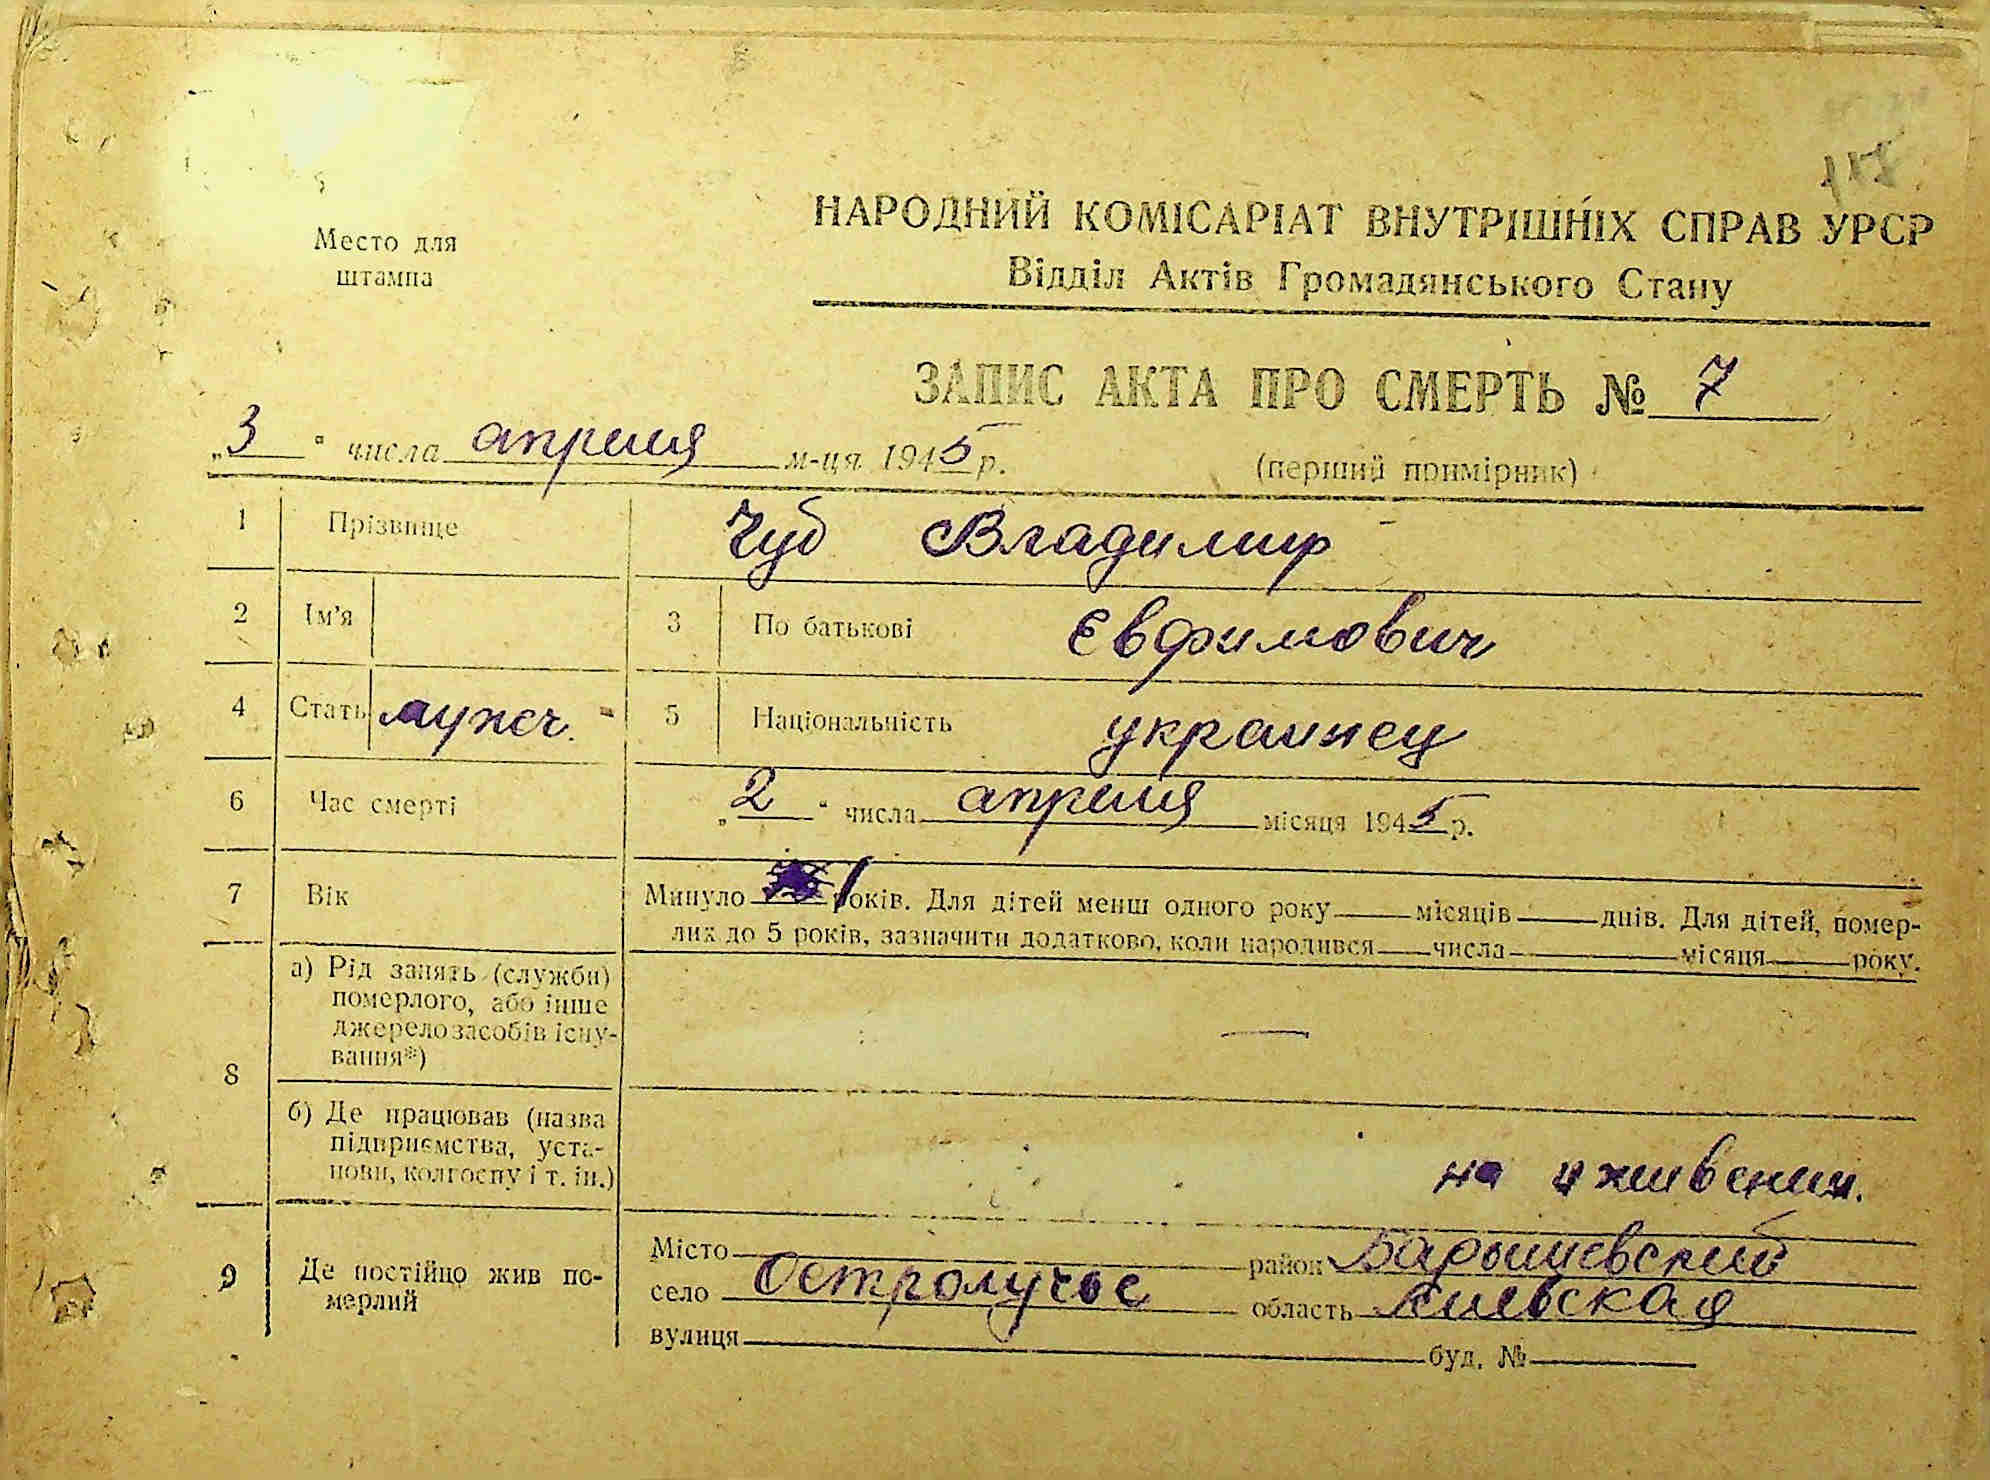 117
Место для
штампа
НАРОДНИЙ КОМІСАРІАТ ВНУТРІШНІХ СПРАВ УРСР
Відділ Актів Громадянського Стану
ЗАПИС АКТА ПРО СМЕРТЬ № 7
„3“ числа апреля м-ця 1945 р.
(перший примірник)
1 Прізвище Чуб Владимир
2 Ім'я 3 По батькові Євфимович
4 Стать мужеч. 5 Національність украинец
6 Час смерті „2“ числа апреля місяця 1945 р.
7 Вік Минуло 1 років. Для дітей менш одного року місяців днів. Для дітей, помер-
лих до 5 років, зазначити додатково, коли народився числа місяця року.
8 а) Рід занять (служби)
померлого, або інше
джерело засобів існу-
вання*)
—
б) Де працював (назва
підприємства, уста-
нови, колгоспу і т. ін.)
на иживении.
9 Де постійно жив по-
мерлий
Місто район Барышевский
село Остролучье область Киевская
вулиця буд. №